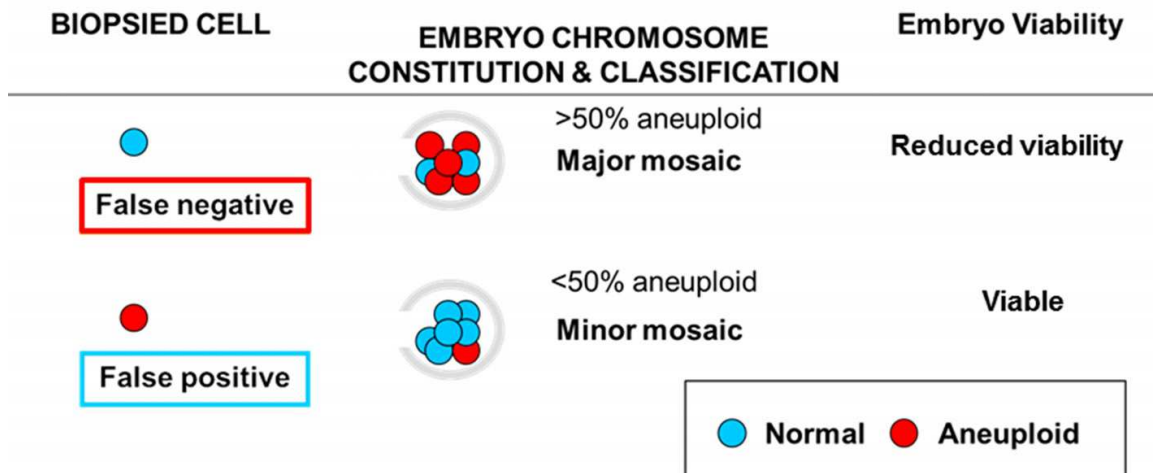 BIOPSIED CELL
EMBRYO CHROMOSOME
CONSTITUTION & CLASSIFICATION
Embryo Viability
>50% aneuploid
Major mosaic
Reduced viability
False negative
<50% aneuploid
Minor mosaic
Viable
False positive
Normal
Aneuploid